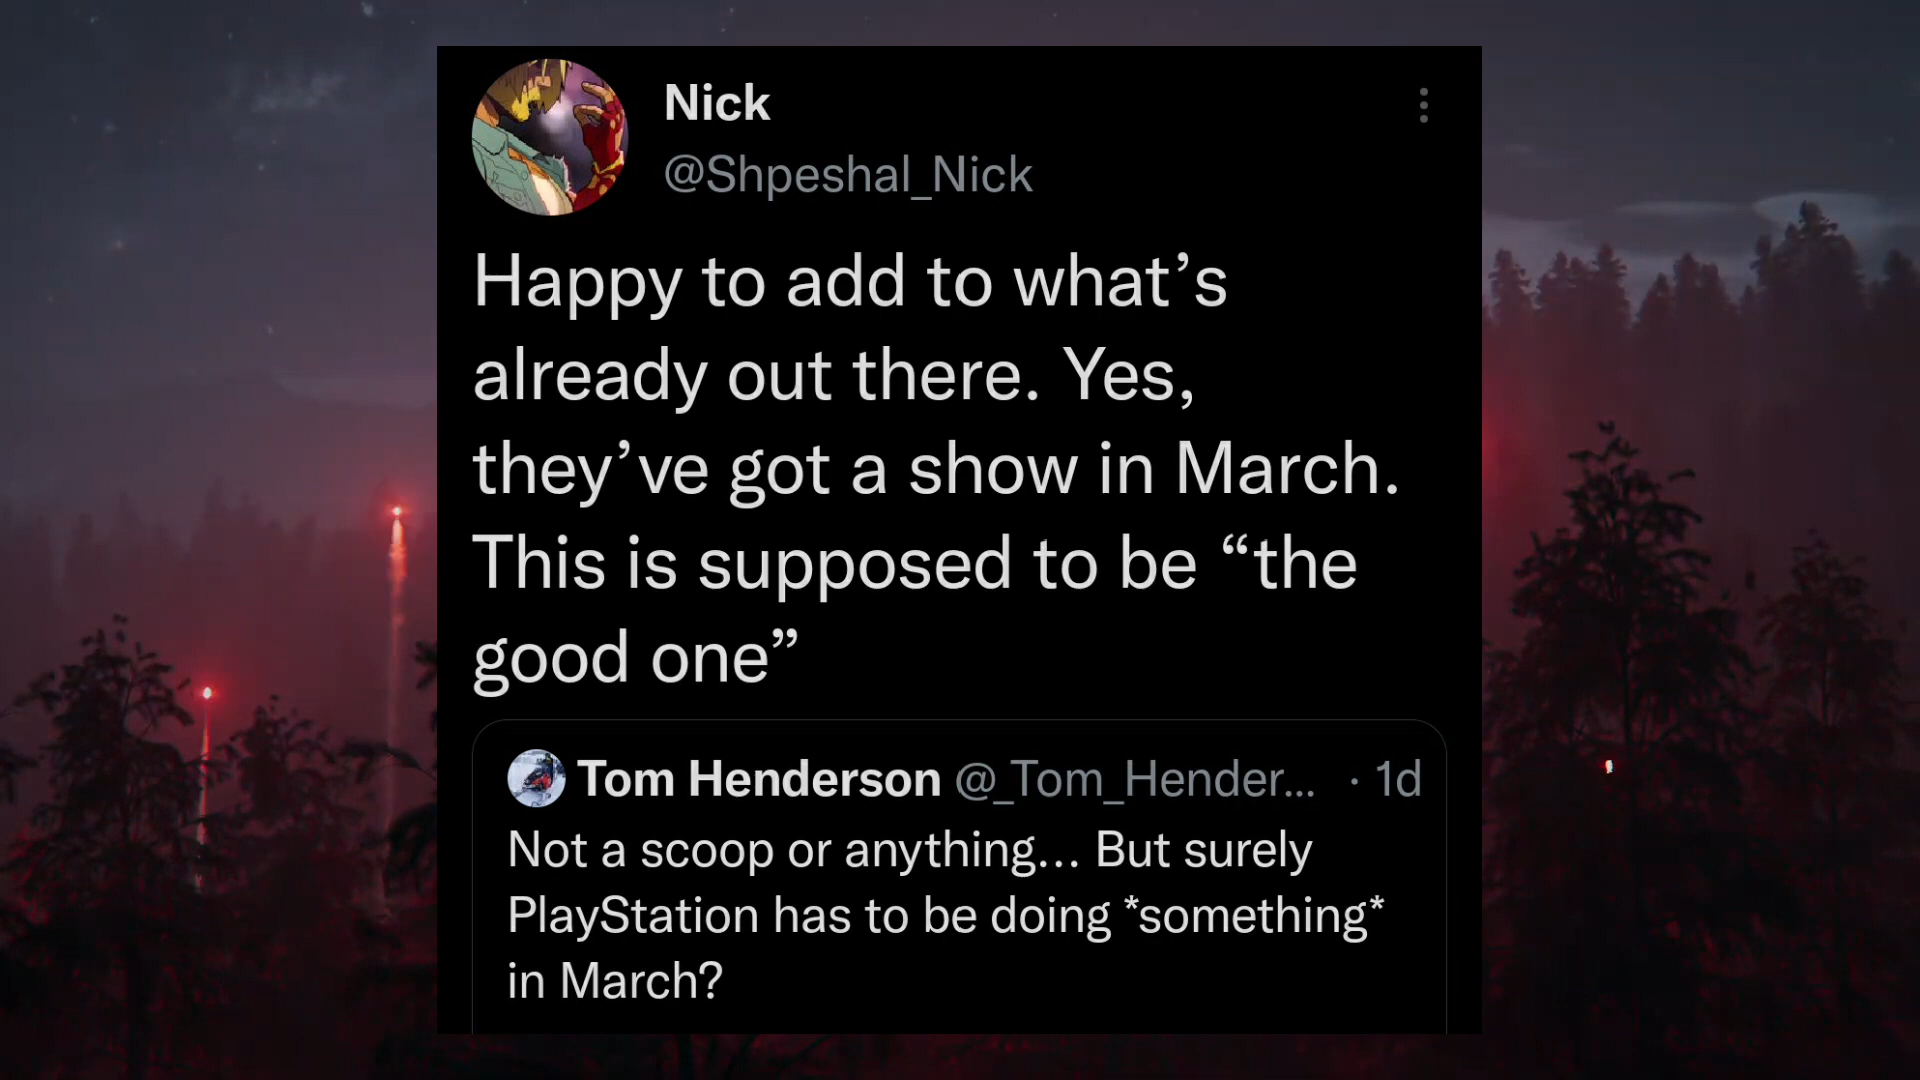 Nick
@Shpeshal_Nick
Happy to add to what’s
already out there. Yes,
they’ve got a show in March.
This is supposed to be “the
good one”
Tom Henderson @_Tom_Hender... · 1d
Not a scoop or anything... But surely
PlayStation has to be doing *something*
in March?